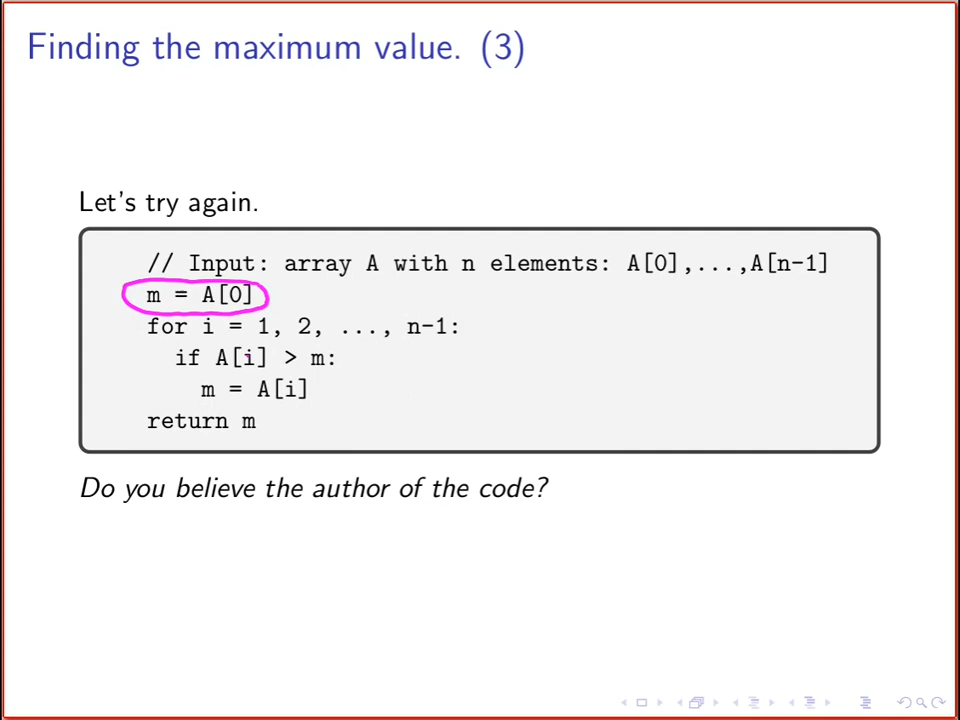 Finding the maximum value. (3)
Let's try again.
// Input: array A with n elements: A[0],...,A[n-1]
m = A[0]
for i = 1, 2, ..., n-1:
if A[i] > m:
m = A[i]
return m
Do you believe the author of the code?